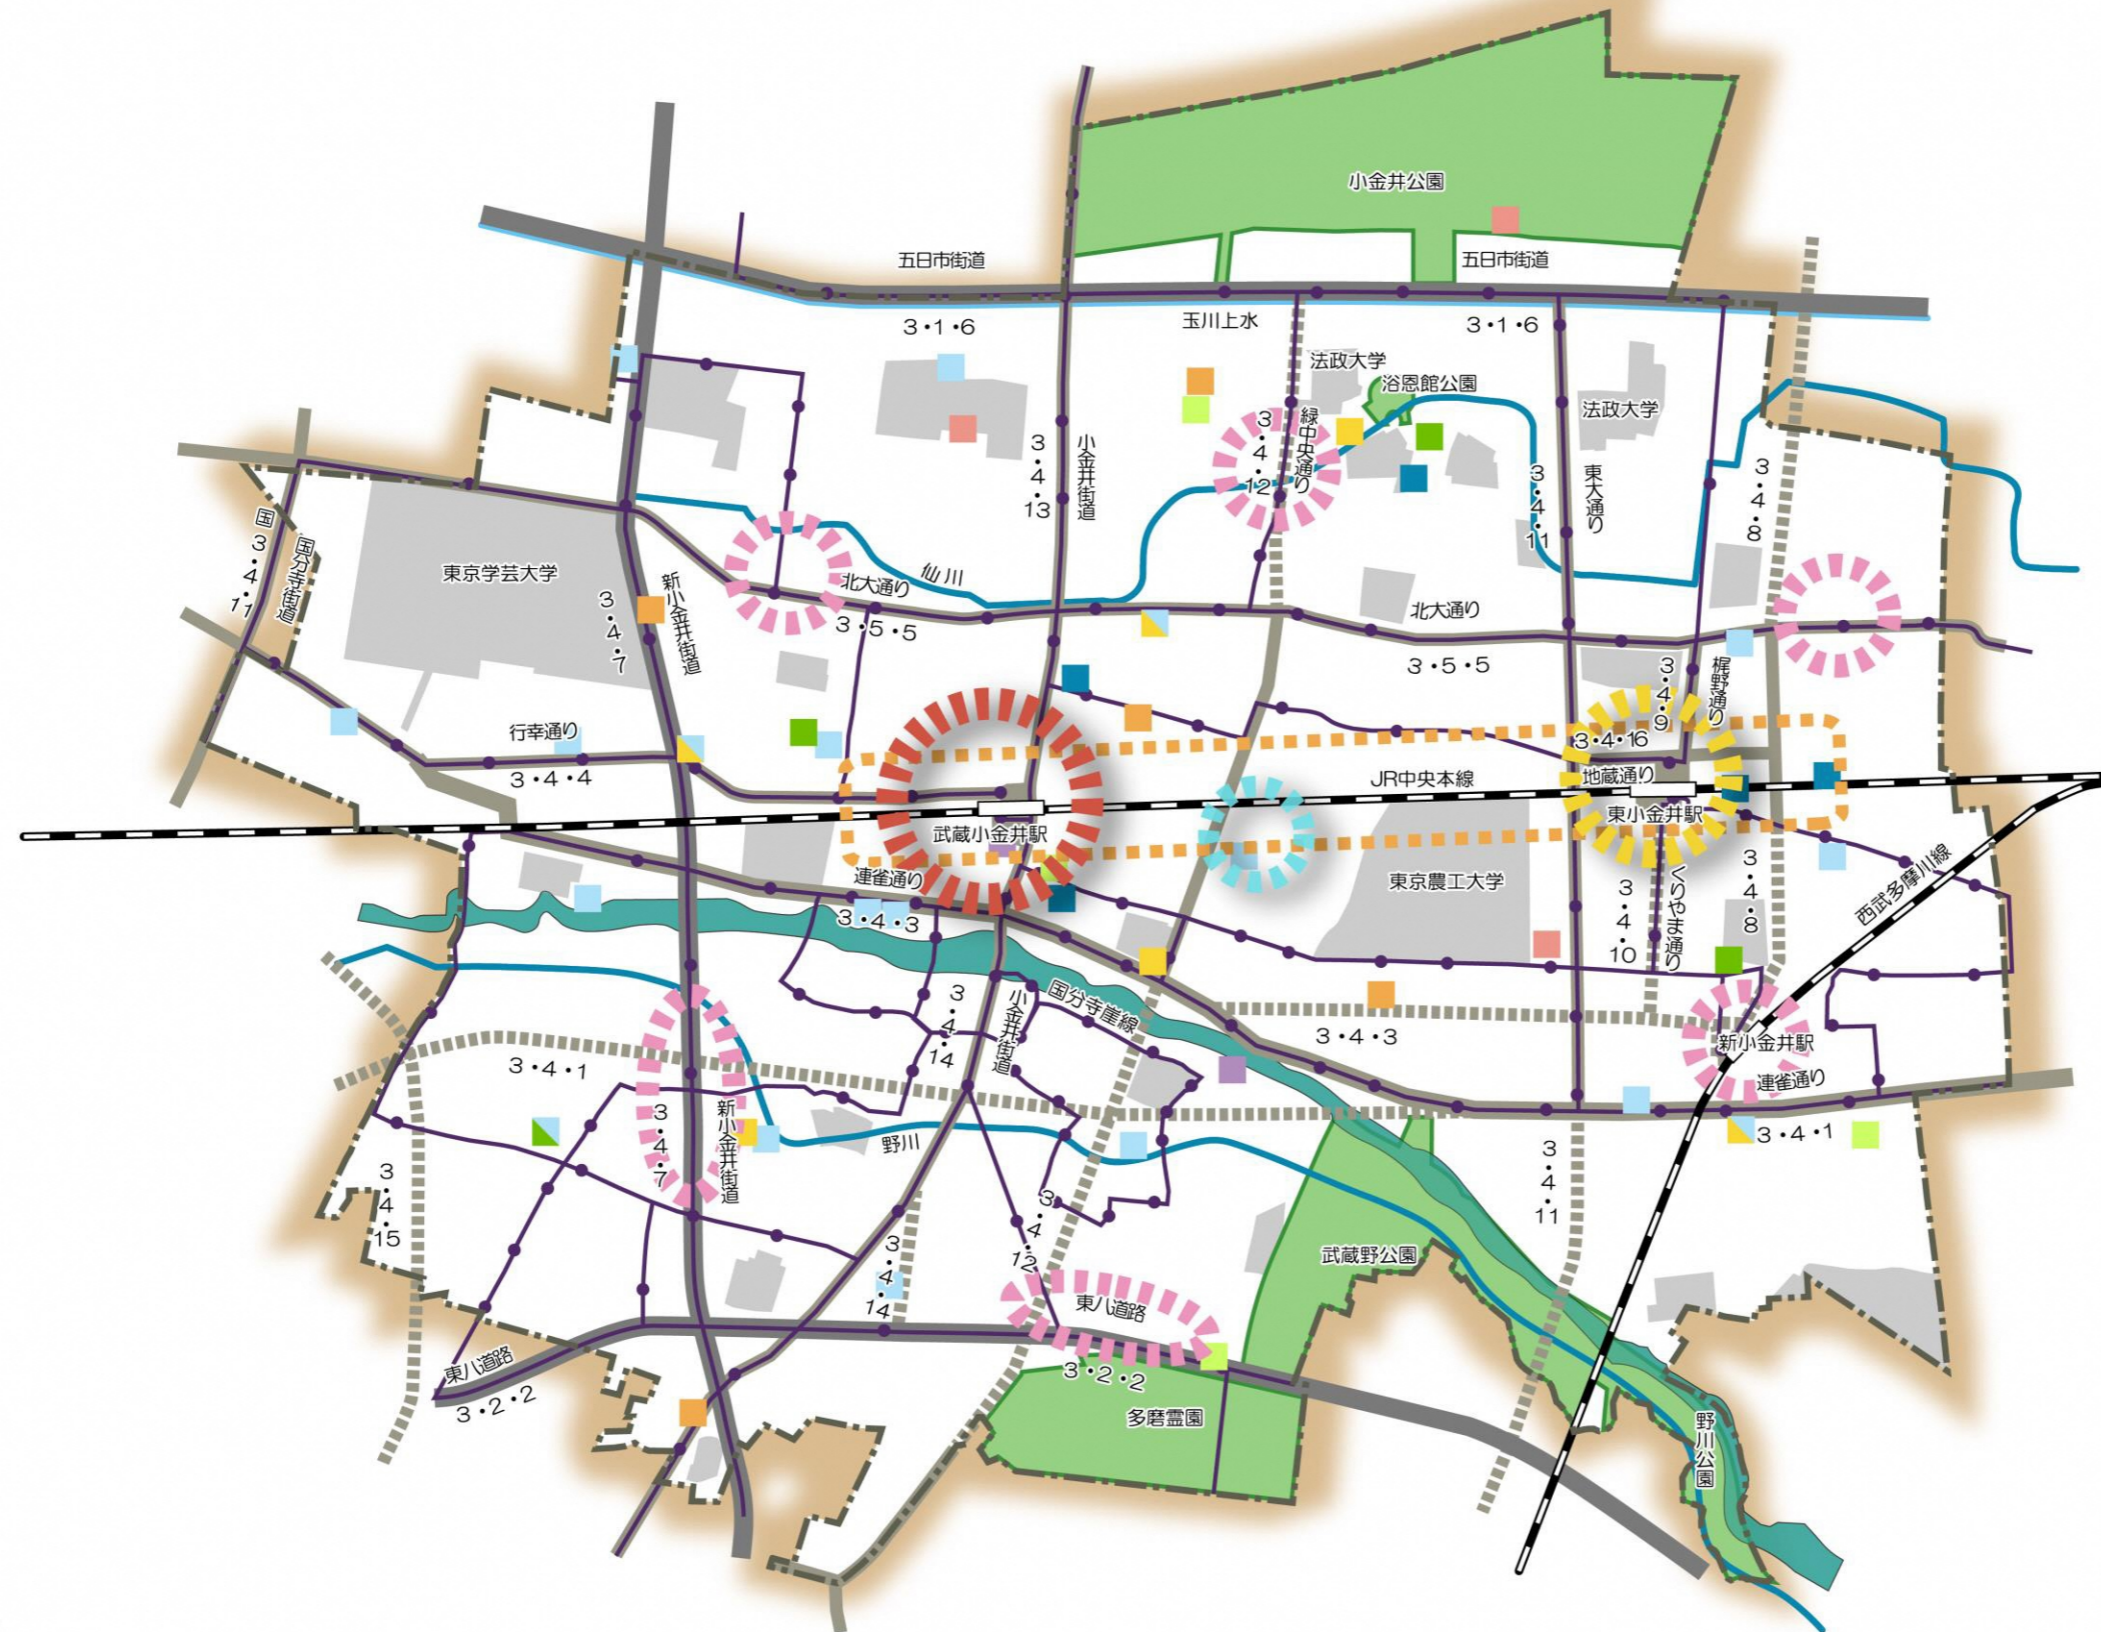 小金井公園
五日市街道
五日市街道
3・1・6
玉川上水
3・1・6
法政大学
浴恩館公園
法政大学
3・4・12
緑中央通り
3・4・13
小金井街道
3・4・11
東大通り
3・4・8
国3・4・11
国分寺街道
東京学芸大学
3・4・7
新小金井街道
北大通り
仙川
3・5・5
北大通り
3・5・5
3・4・9
梶野通り
行幸通り
3・4・4
3・4・16
地蔵通り
JR中央本線
東小金井駅
武蔵小金井駅
連雀通り
3・4・3
東京農工大学
3・4・10
くりやま通り
3・4・8
西武多摩川線
3・4・14
小金井街道
国分寺崖線
3・4・3
新小金井駅
連雀通り
3・4・1
3・4・1
3・4・7
新小金井街道
野川
3・4・15
3・4・12
3・4・11
3・4・14
武蔵野公園
東八道路
東八道路
3・2・2
3・2・2
多磨霊園
野川公園